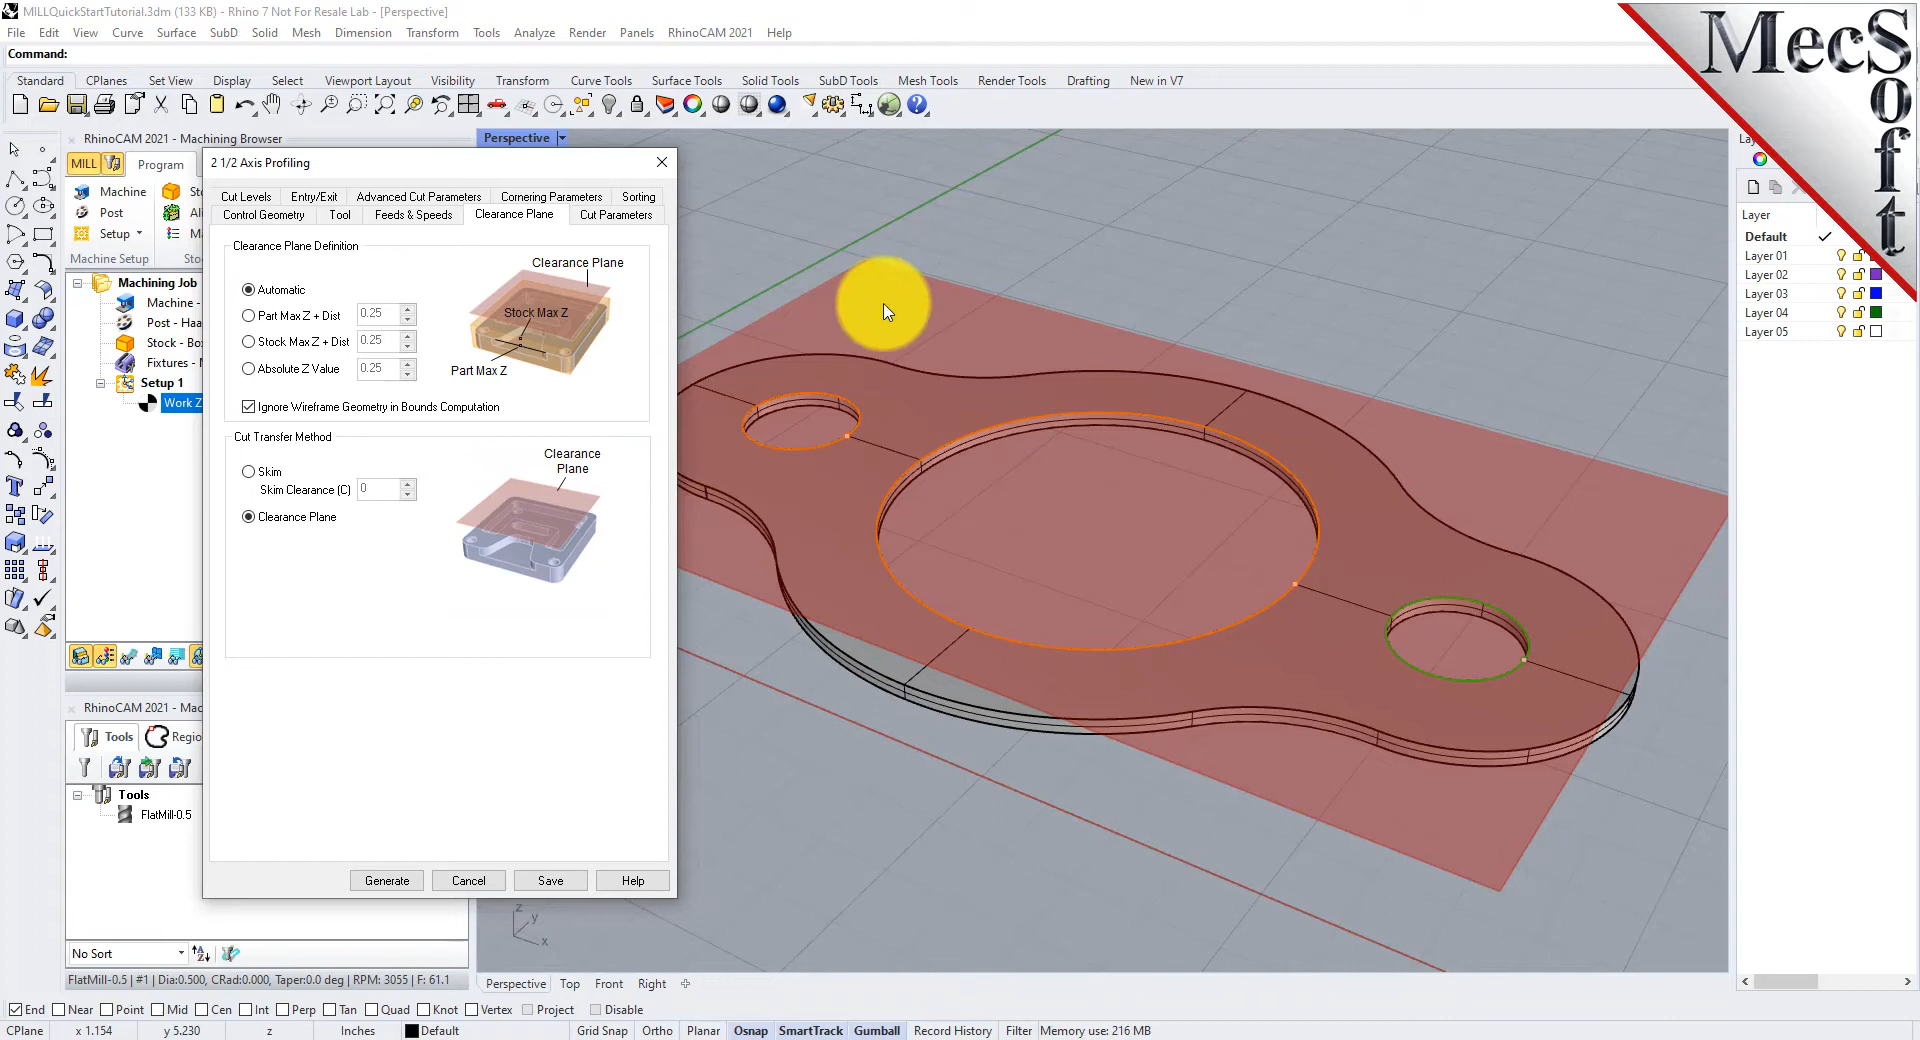 MILLQuickStartTutorial.3dm (133 KB) - Rhino 7 Not For Resale Lab - [Perspective]
File Edit View Curve Surface SubD Solid Mesh Dimension Transform Tools Analyze Render Panels RhinoCAM 2021 Help
Command:
Standard CPlanes Set View Display Select Viewport Layout Visibility Transform Curve Tools Surface Tools Solid Tools SubD Tools Mesh Tools Render Tools Drafting New in V7
MecSoft
RhinoCAM 2021 - Machining Browser
MILL Program
Machine
Post
Setup
Machine Setup
Machining Job
Machine -
Post - Haa
Stock - Bo
Fixtures -
Setup 1
Work Z
2 1/2 Axis Profiling
Cut Levels Entry/Exit Advanced Cut Parameters Cornering Parameters Sorting
Control Geometry Tool Feeds & Speeds Clearance Plane Cut Parameters
Clearance Plane Definition
Automatic
Part Max Z + Dist 0.25
Stock Max Z + Dist 0.25
Absolute Z Value 0.25
Clearance Plane
Stock Max Z
Part Max Z
Ignore Wireframe Geometry in Bounds Computation
Cut Transfer Method
Skim
Skim Clearance (C) 0
Clearance Plane
Clearance
Plane
Generate Cancel Save Help
RhinoCAM 2021 - Mac
Tools Regio
Tools
FlatMill-0.5
No Sort
FlatMill-0.5 | #1 | Dia:0.500, CRad:0.000, Taper:0.0 deg | RPM: 3055 | F: 61.1
Perspective
z
y
x
Perspective Top Front Right
Layer
Default
Layer 01
Layer 02
Layer 03
Layer 04
Layer 05
End Near Point Mid Cen Int Perp Tan Quad Knot Vertex Project Disable
CPlane x 1.154 y 5.230 z Inches Default Grid Snap Ortho Planar Osnap SmartTrack Gumball Record History Filter Memory use: 216 MB